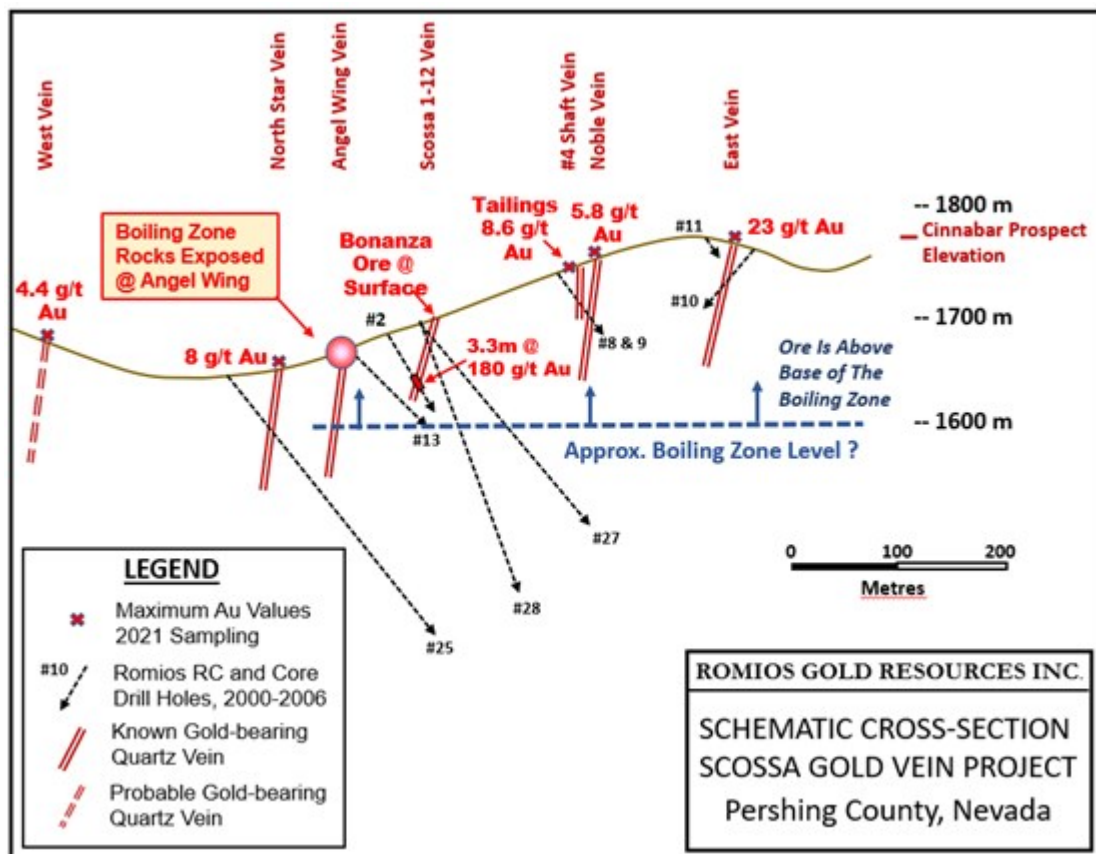 West Vein
North Star Vein
Angel Wing Vein
Scossa 1-12 Vein
#4 Shaft Vein
Noble Vein
East Vein
-- 1800 m
Cinnabar Prospect
Elevation
-- 1700 m
-- 1600 m
Boiling Zone
Rocks Exposed
@ Angel Wing
Bonanza
Ore @
Surface
Tailings
8.6 g/t
Au
5.8 g/t
Au
#11
23 g/t Au
4.4 g/t
Au
8 g/t Au
#2
3.3m @
180 g/t Au
#10
#8 & 9
Ore Is Above
Base of The
Boiling Zone
#13
Approx. Boiling Zone Level ?
#27
#28
#25
0 100 200
Metres
LEGEND
Maximum Au Values
2021 Sampling
#10
Romios RC and Core
Drill Holes, 2000-2006
Known Gold-bearing
Quartz Vein
Probable Gold-bearing
Quartz Vein
ROMIOS GOLD RESOURCES INC.
SCHEMATIC CROSS-SECTION
SCOSSA GOLD VEIN PROJECT
Pershing County, Nevada